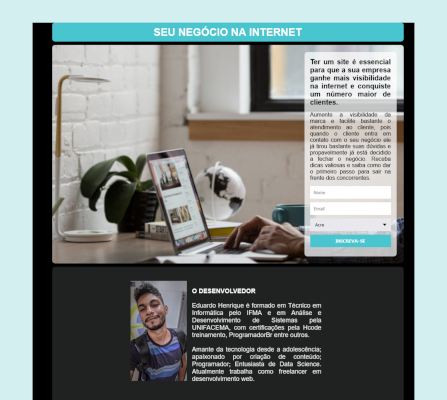 SEU NEGÓCIO NA INTERNET
Ter um site é essencial
para que a sua empresa
ganhe mais visibilidade
na internet e conquiste
um número maior de
clientes.
Aumente a visibilidade da
marca e facilite bastante o
atendimento ao cliente, pois
quando o cliente entra em
contato com o seu negócio ele
já tirou bastante suas dúvidas e
propavelmente já está decidido
a fechar o negócio. Receba
dicas valiosas e saiba como dar
o primeiro passo para sair na
frente dos concorrentes.
Nome
Email
Acre
INSCREVA-SE
O DESENVOLVEDOR
Eduardo Henrique é formado em Técnico em
Informática pelo IFMA e em Análise e
Desenvolvimento de Sistemas pela
UNIFACEMA, com certificações pela Hcode
treinamento, ProgramadorBr entre outros.
Amante da tecnologia desde a adolescência;
apaixonado por criação de conteúdo;
Programador; Entusiasta de Data Science.
Atualmente trabalha como freelancer em
desenvolvimento web.